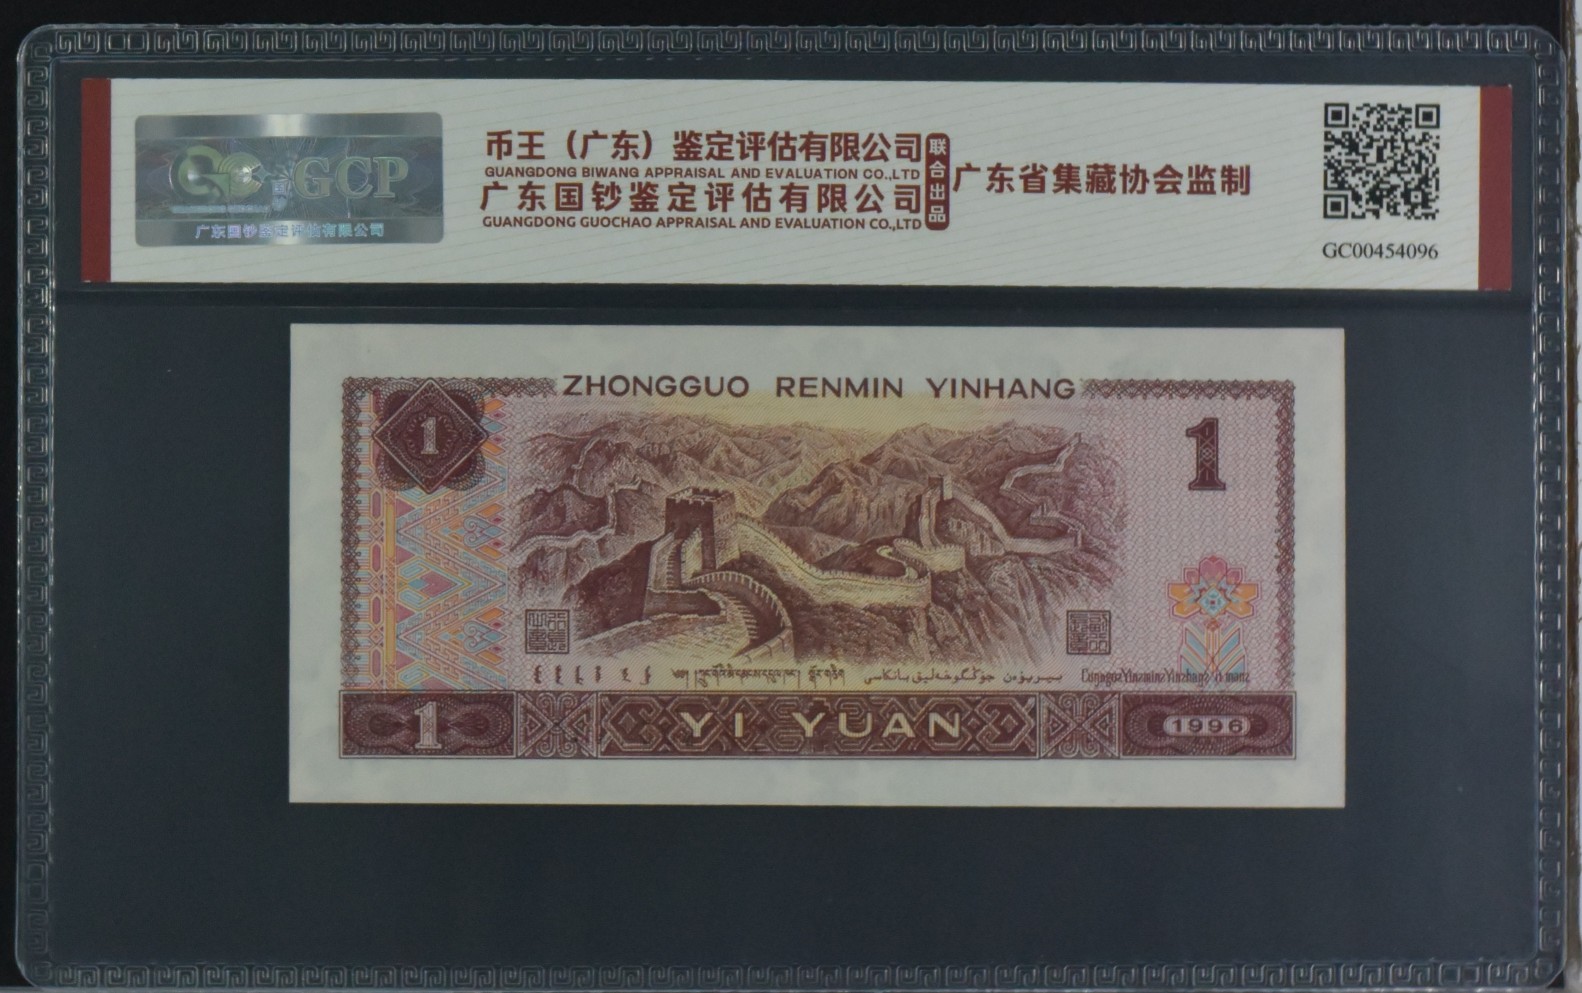 GCP
广东国钞鉴定评估有限公司
币王（广东）鉴定评估有限公司
GUANGDONG BIWANG APPRAISAL AND EVALUATION CO.,LTD
广东国钞鉴定评估有限公司
GUANGDONG GUOCHAO APPRAISAL AND EVALUATION CO.,LTD
联合出品
广东省集藏协会监制
GC00454096
ZHONGGUO RENMIN YINHANG
1
1
1
YI YUAN
1996